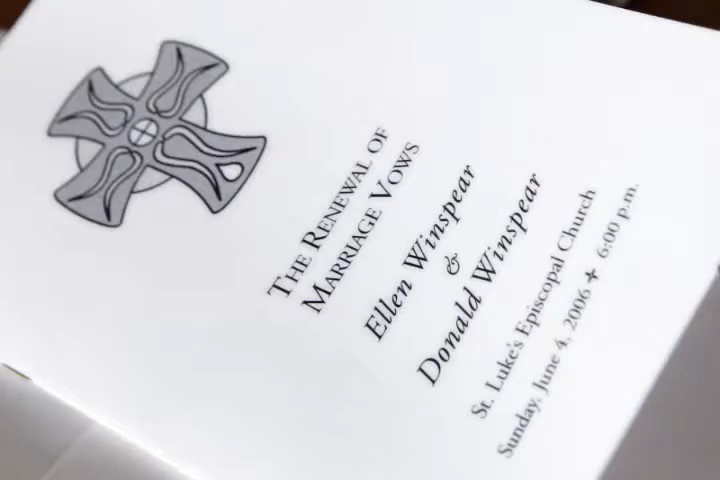 THE RENEWAL OF
MARRIAGE VOWS
Ellen Winspear
&
Donald Winspear
St. Luke's Episcopal Church
Sunday, June 4, 2006 ✦ 6:00 p.m.